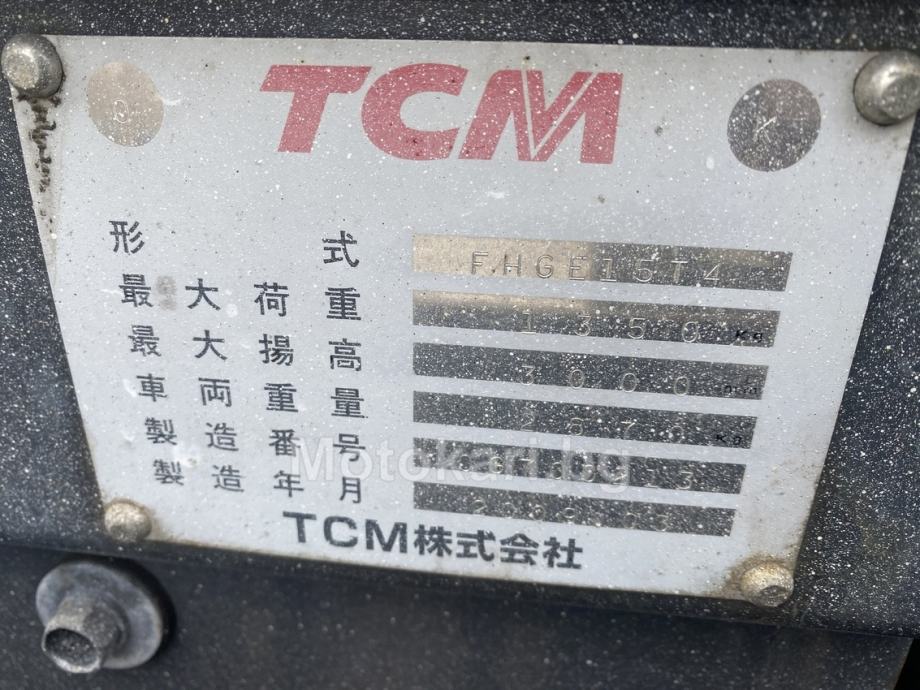 TCM
K
形式 FHGE15T4
最大荷重 1350 KG
最大揚高 3000
車両重量 KG
製造番号
製造年月
Motokari.bg
TCM株式会社